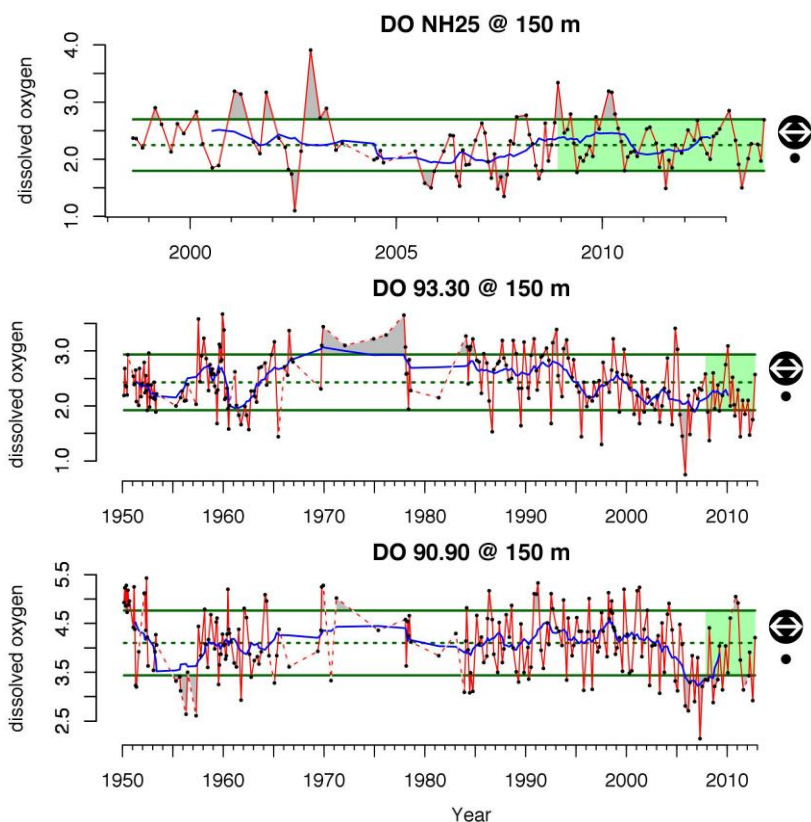 DO NH25 @ 150 m
dissolved oxygen
4.0
3.0
2.0
1.0
2000 2005 2010
DO 93.30 @ 150 m
dissolved oxygen
3.0
2.0
1.0
1950 1960 1970 1980 1990 2000 2010
DO 90.90 @ 150 m
dissolved oxygen
5.5
4.5
3.5
2.5
1950 1960 1970 1980 1990 2000 2010
Year